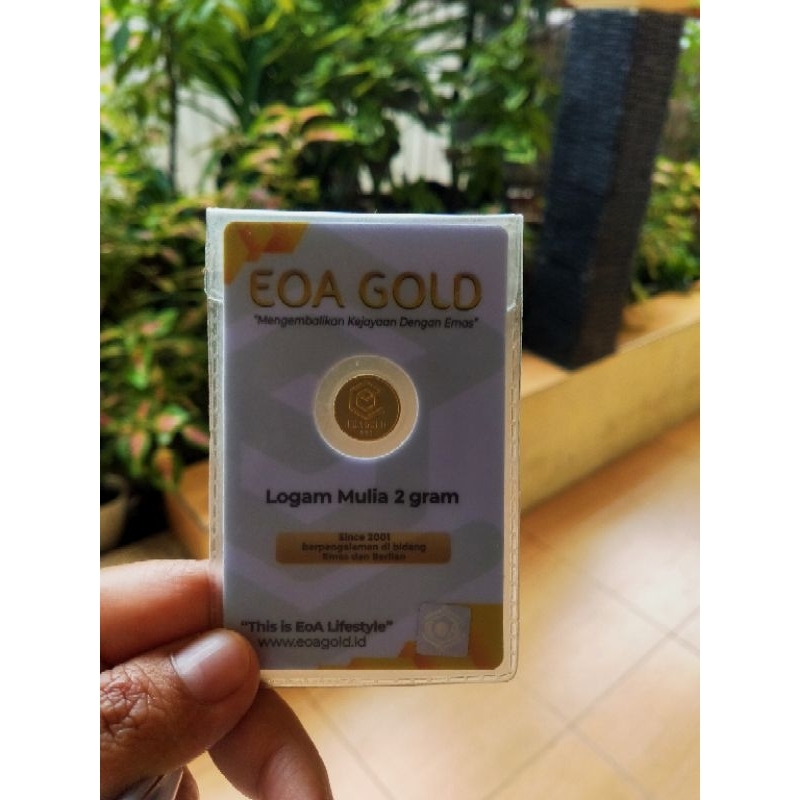 EOA GOLD
"Mengembalikan Kejayaan Dengan Emas"
EOAGOLD
Logam Mulia 2 gram
Since 2001
Berpengalaman di bidang
Emas dan Berlian
"This is EoA Lifestyle"
www.eoagold.id